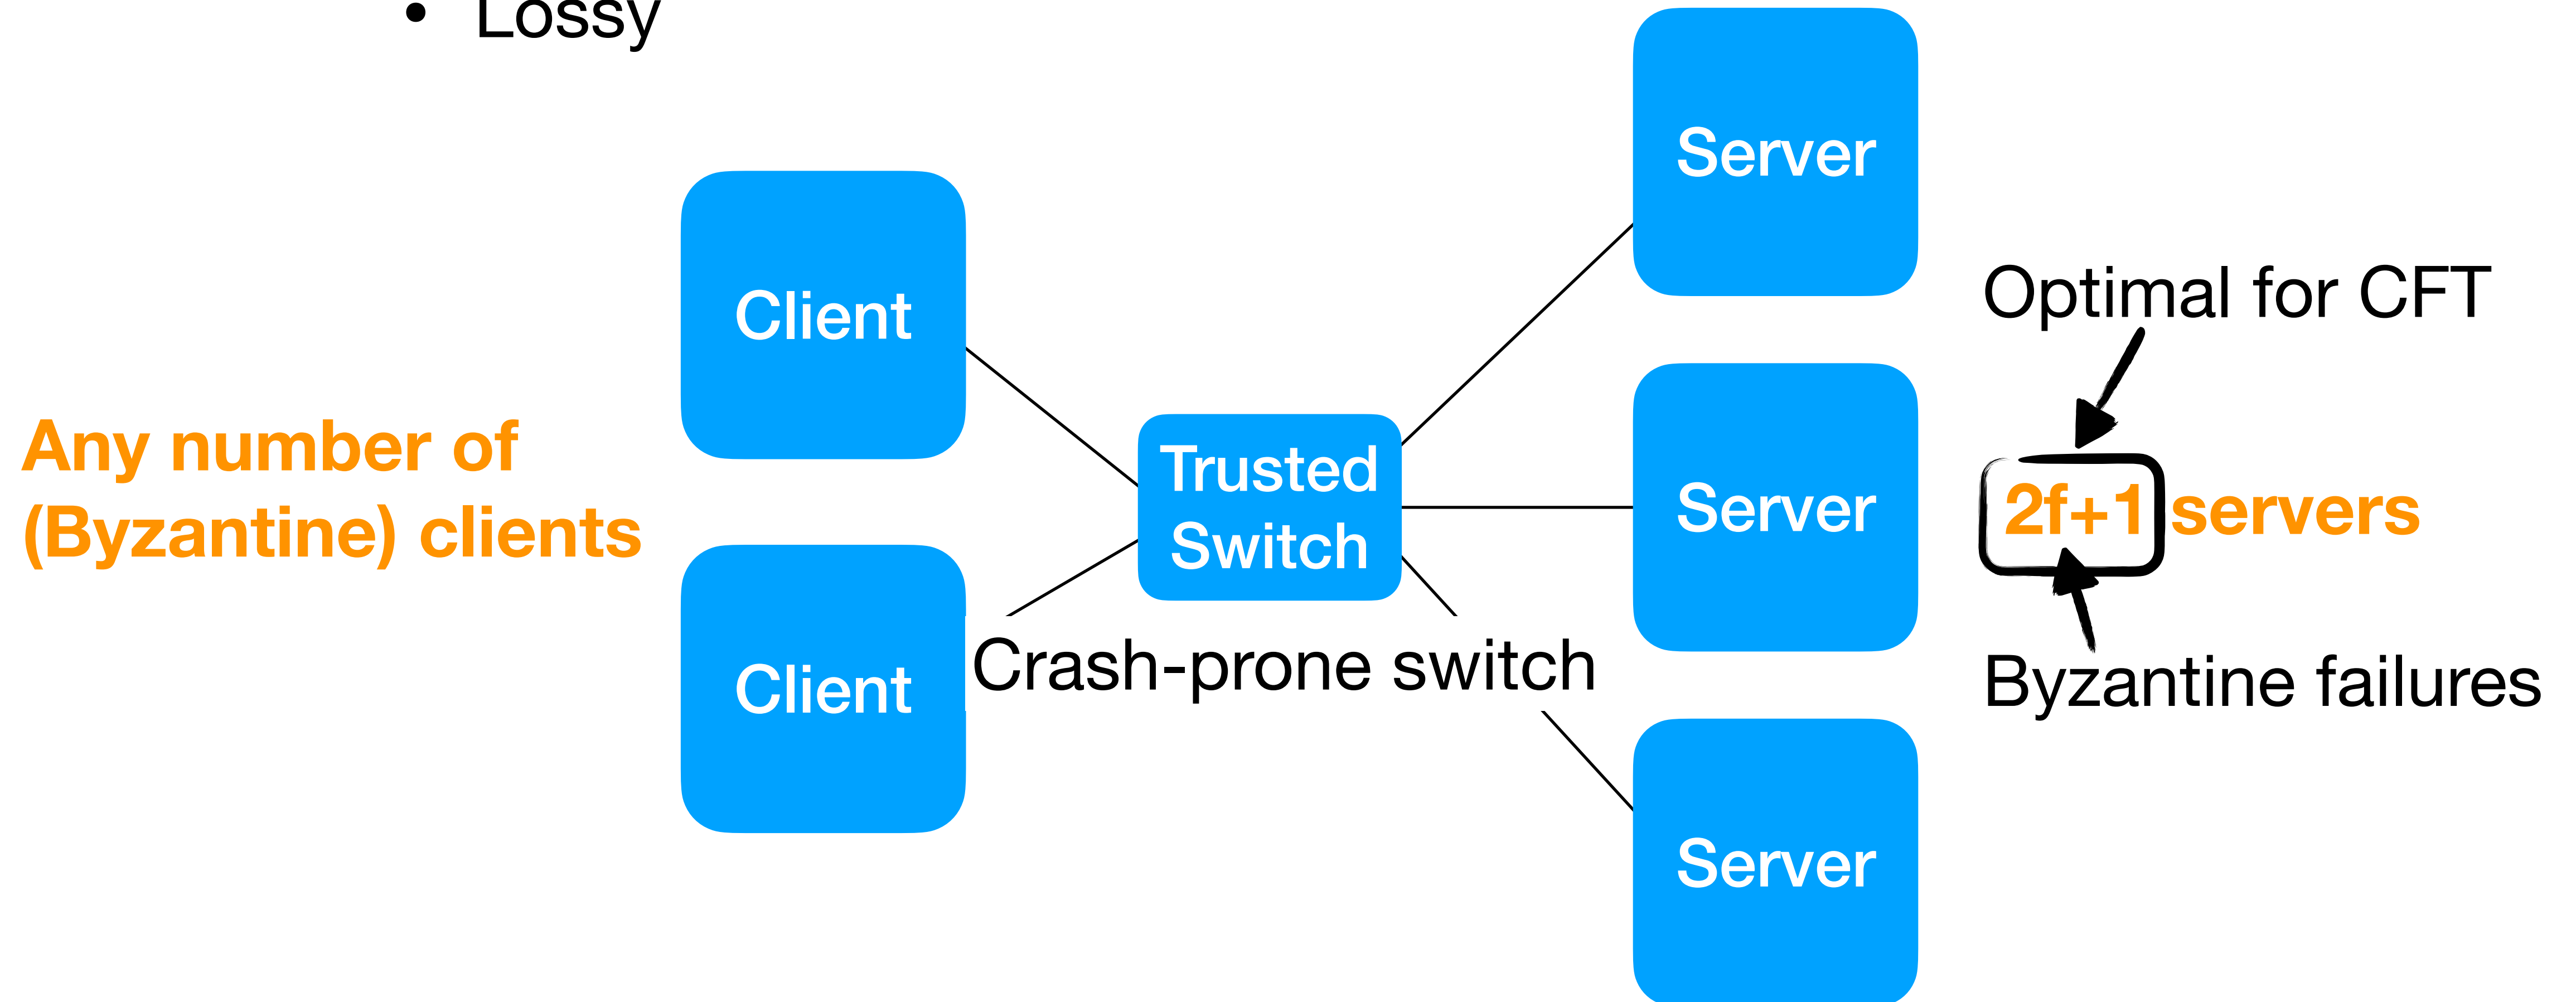 • Lossy
Server
Client
Optimal for CFT
Any number of
(Byzantine) clients
Trusted
Switch
Server
2f+1 servers
Client
Crash-prone switch
Byzantine failures
Server